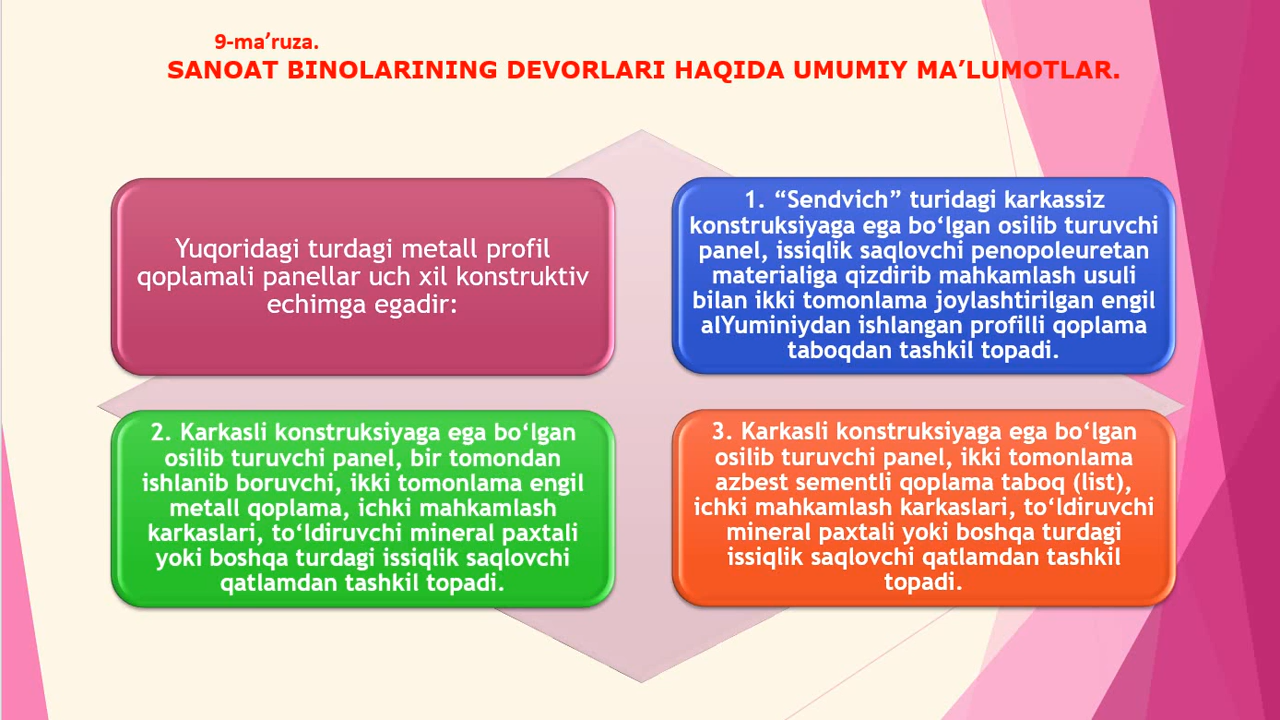 9-ma’ruza.
SANOAT BINOLARINING DEVORLARI HAQIDA UMUMIY MA’LUMOTLAR.
Yuqoridagi turdagi metall profil
qoplamali panellar uch xil konstruktiv
echimga egadir:
1. “Sendvich” turidagi karkassiz
konstruksiyaga ega bo‘lgan osilib turuvchi
panel, issiqlik saqlovchi penopoleuretan
materialiga qizdirib mahkamlash usuli
bilan ikki tomonlama joylashtirilgan engil
alYuminiydan ishlangan profilli qoplama
taboqdan tashkil topadi.
2. Karkasli konstruksiyaga ega bo‘lgan
osilib turuvchi panel, bir tomondan
ishlanib boruvchi, ikki tomonlama engil
metall qoplama, ichki mahkamlash
karkaslari, to‘ldiruvchi mineral paxtali
yoki boshqa turdagi issiqlik saqlovchi
qatlamdan tashkil topadi.
3. Karkasli konstruksiyaga ega bo‘lgan
osilib turuvchi panel, ikki tomonlama
azbest sementli qoplama taboq (list),
ichki mahkamlash karkaslari, to‘ldiruvchi
mineral paxtali yoki boshqa turdagi
issiqlik saqlovchi qatlamdan tashkil
topadi.